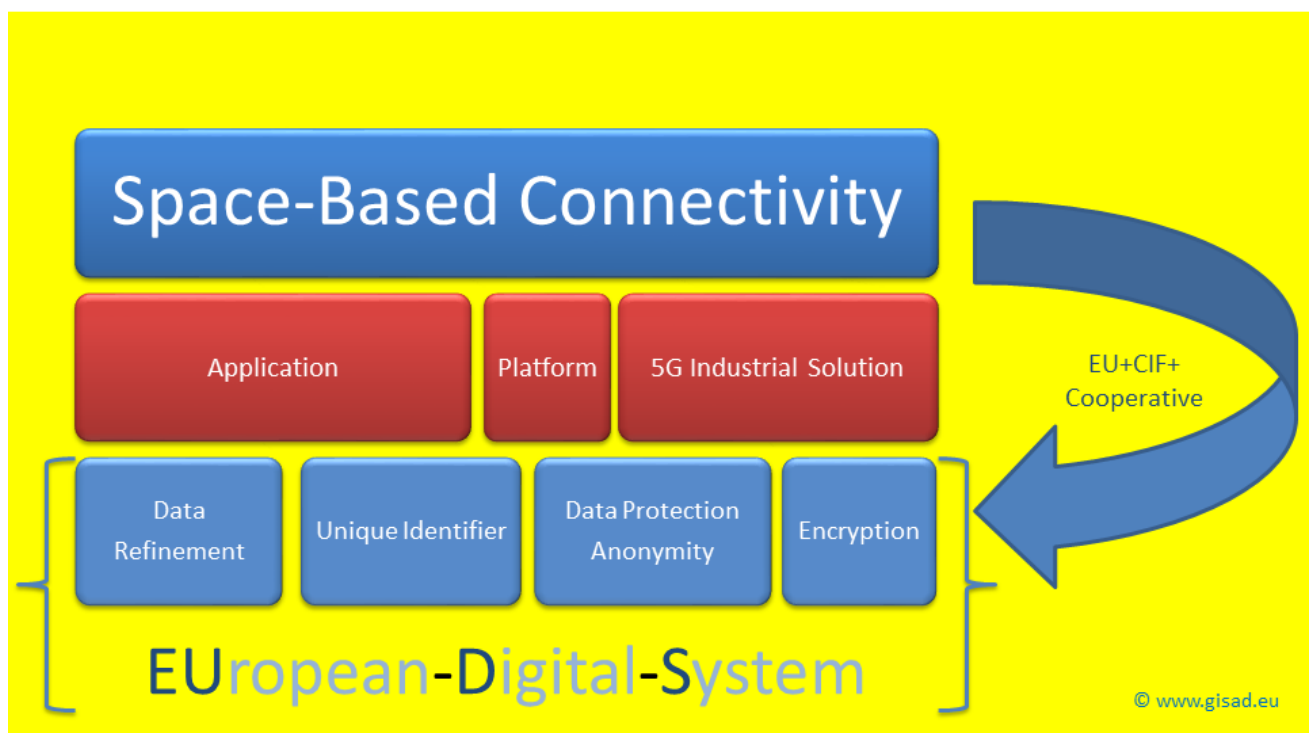 Space-Based Connectivity
Application
Platform
5G Industrial Solution
EU+CIF+
Cooperative
Data
Refinement
Unique Identifier
Data Protection
Anonymity
Encryption
EUropean-Digital-System
© www.gisad.eu